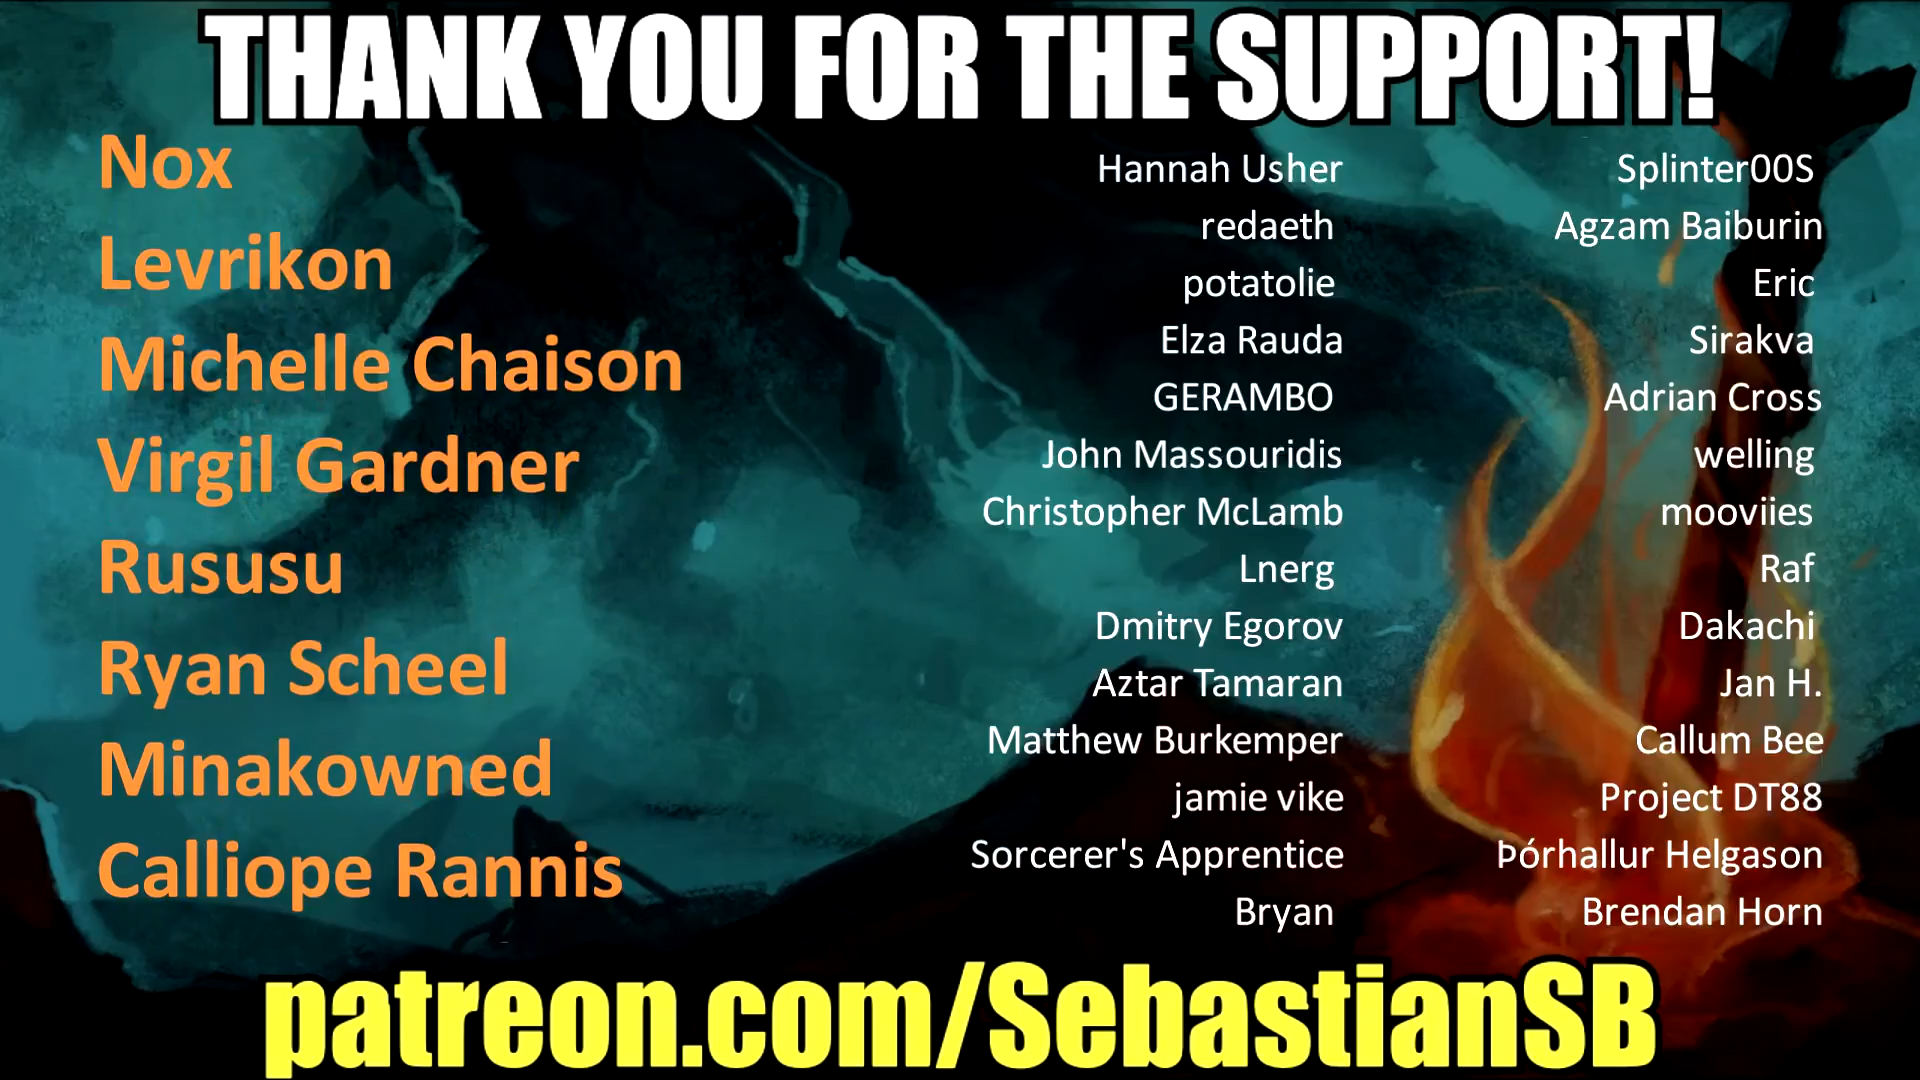 THANK YOU FOR THE SUPPORT!
Nox
Levrikon
Michelle Chaison
Virgil Gardner
Rususu
Ryan Scheel
Minakowned
Calliope Rannis
Hannah Usher
redaeth
potatolie
Elza Rauda
GERAMBO
John Massouridis
Christopher McLamb
Lnerg
Dmitry Egorov
Aztar Tamaran
Matthew Burkemper
jamie vike
Sorcerer's Apprentice
Bryan
Splinter00S
Agzam Baiburin
Eric
Sirakva
Adrian Cross
welling
mooviies
Raf
Dakachi
Jan H.
Callum Bee
Project DT88
Þórhallur Helgason
Brendan Horn
patreon.com/SebastianSB